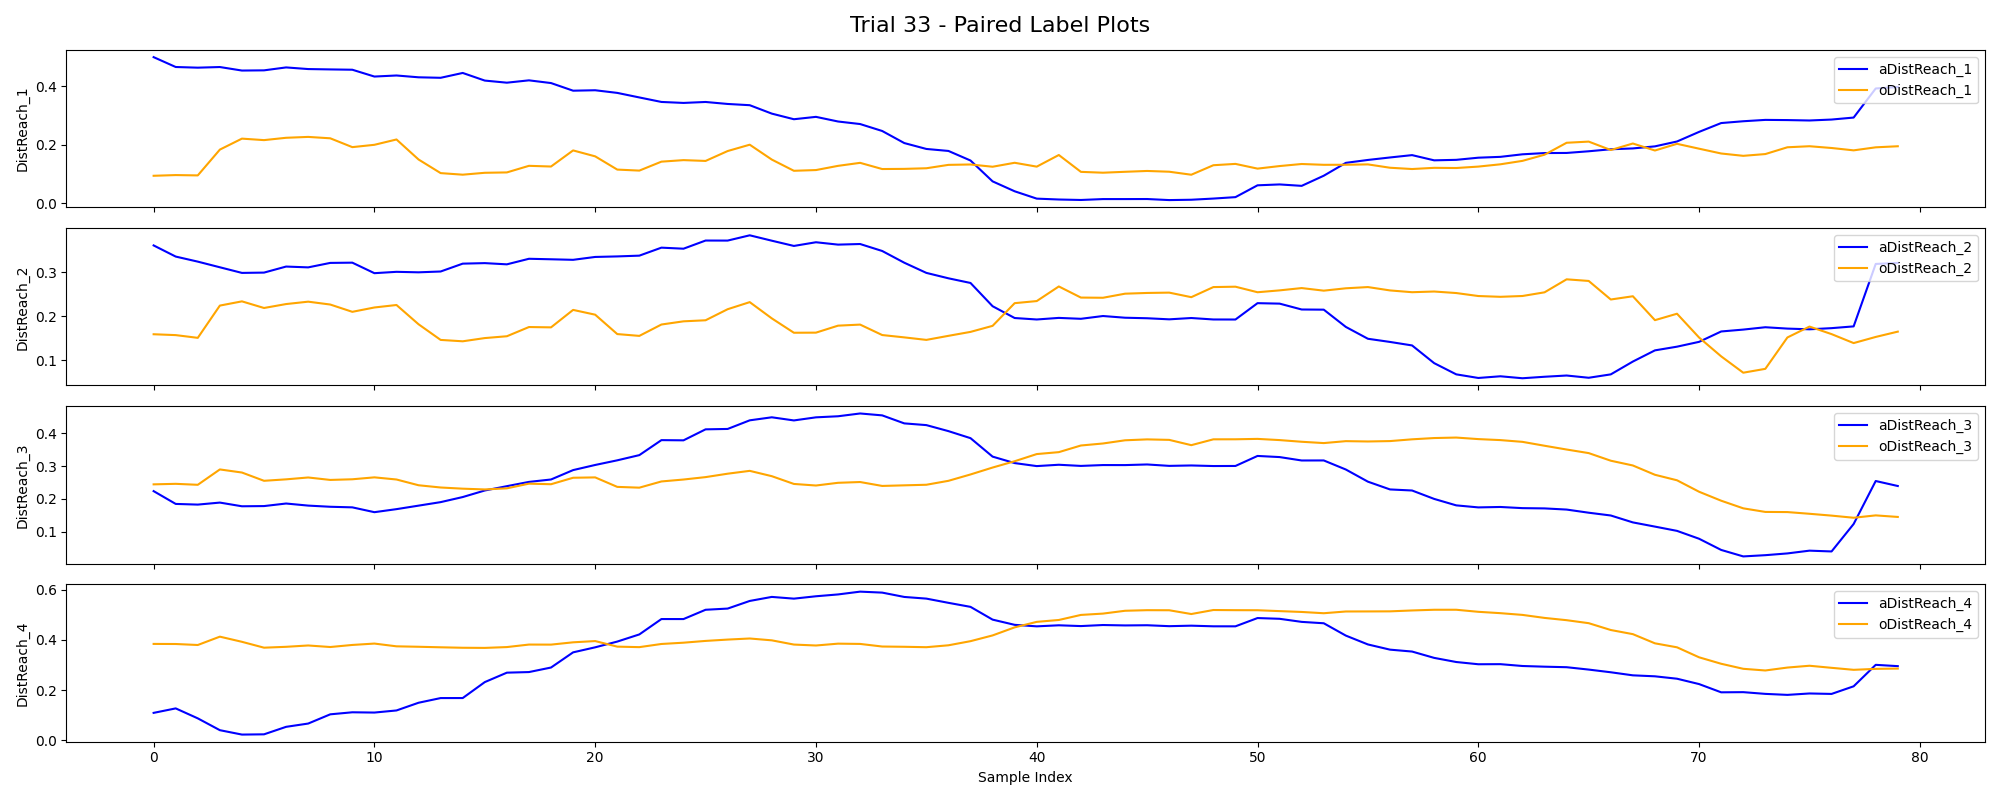 Trial 33 - Paired Label Plots
DistReach_1
0.4
0.2
0.0
aDistReach_1
oDistReach_1
DistReach_2
0.3
0.2
0.1
aDistReach_2
oDistReach_2
DistReach_3
0.4
0.3
0.2
0.1
aDistReach_3
oDistReach_3
DistReach_4
0.6
0.4
0.2
0.0
aDistReach_4
oDistReach_4
0 10 20 30 40 50 60 70 80
Sample Index